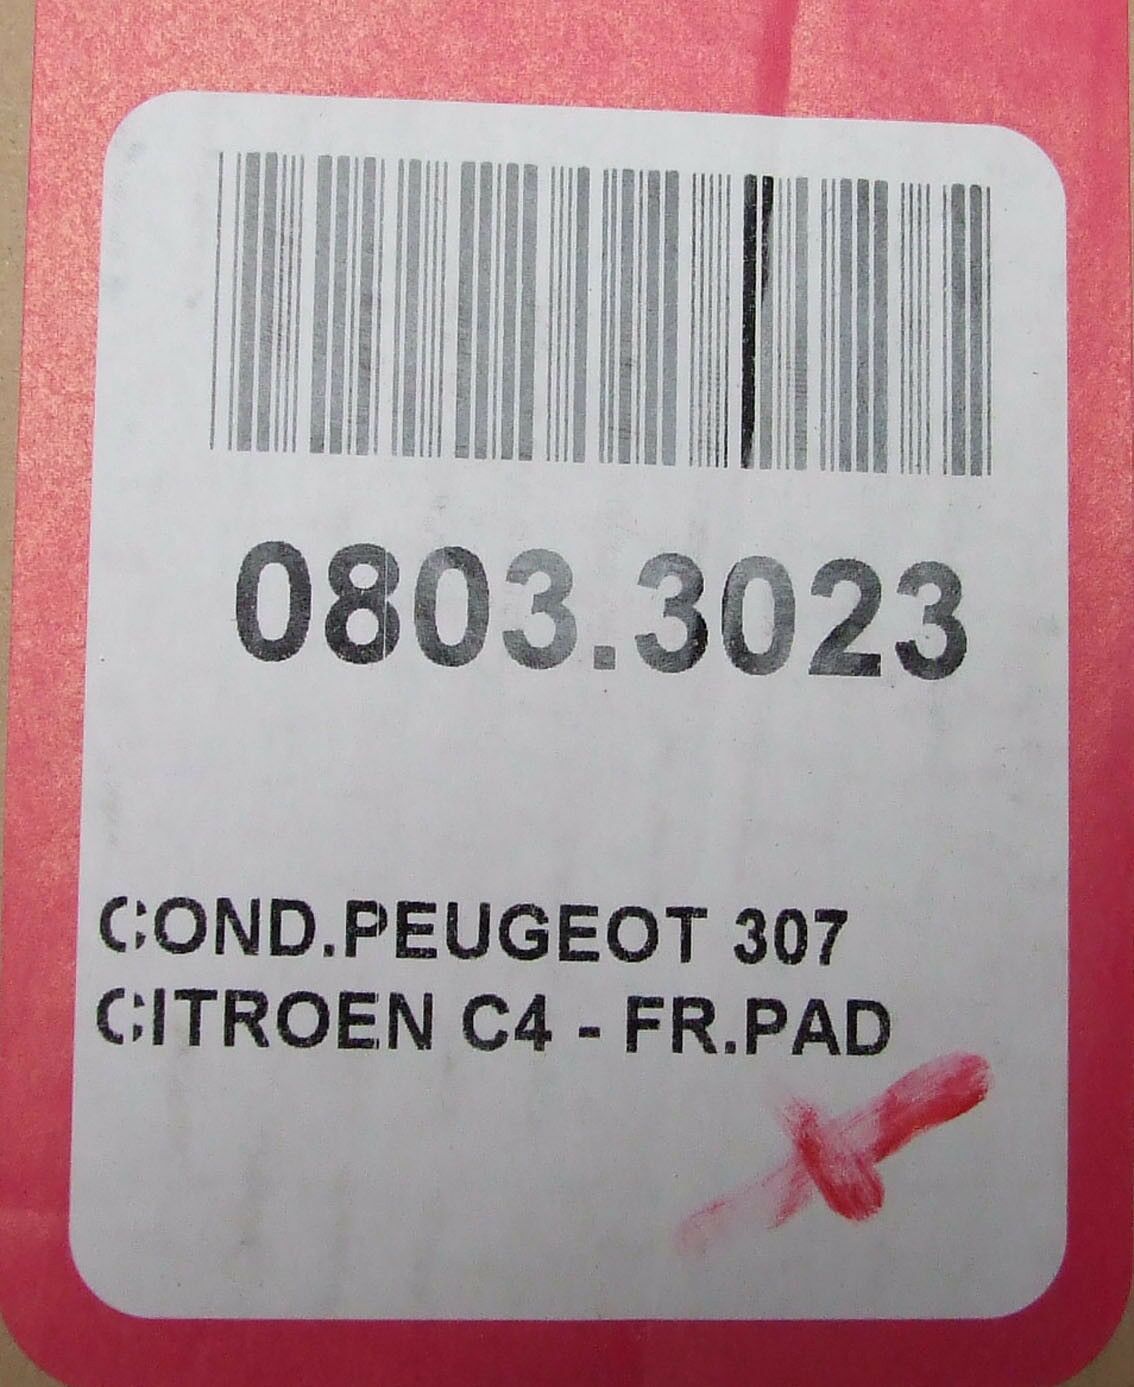 0803.3023
COND.PEUGEOT 307
CITROEN C4 - FR.PAD